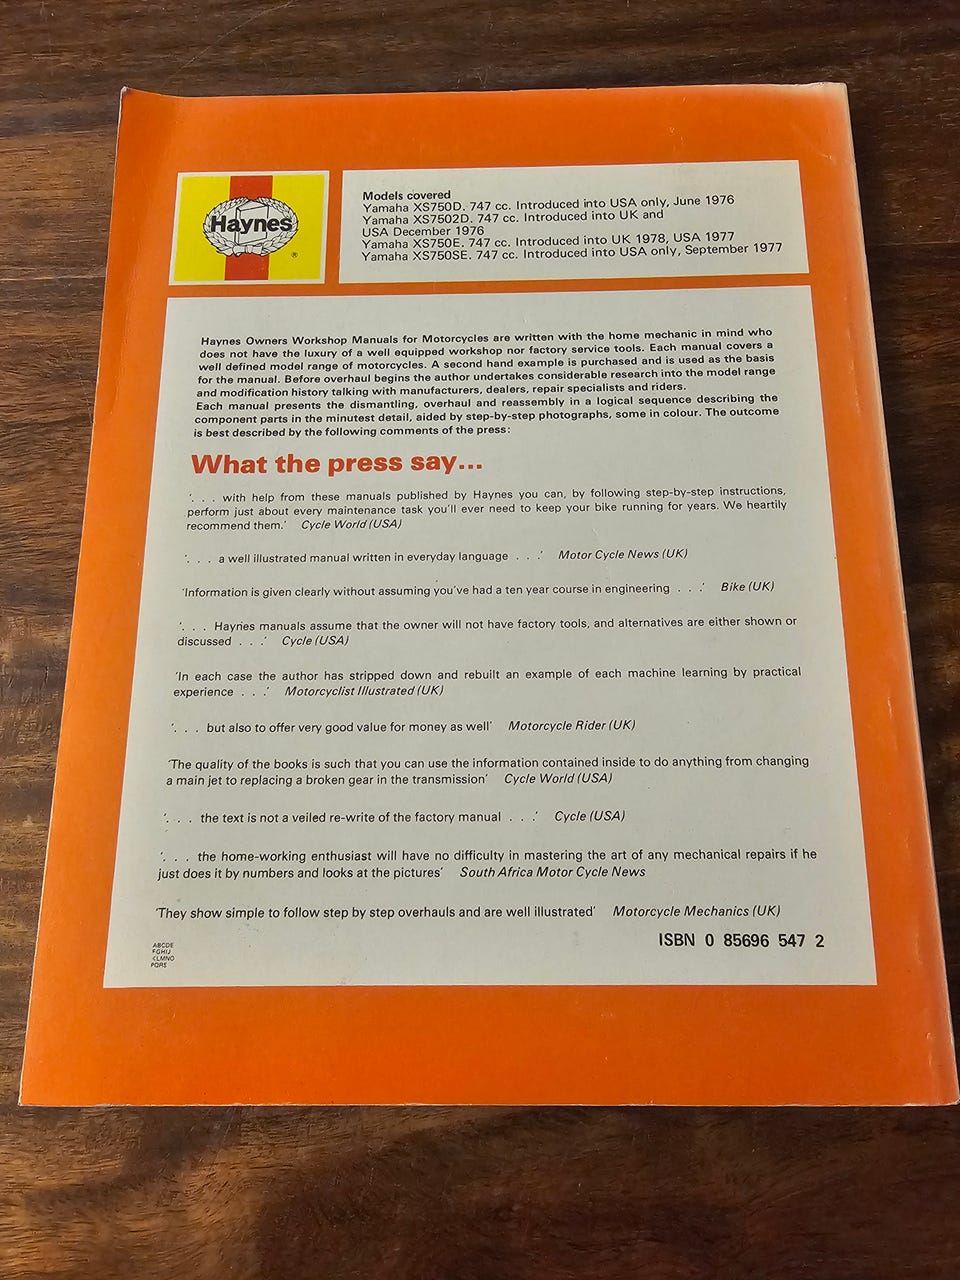 Haynes
®
Models covered
Yamaha XS750D. 747 cc. Introduced into USA only, June 1976
Yamaha XS7502D. 747 cc. Introduced into UK and
USA December 1976
Yamaha XS750E. 747 cc. Introduced into UK 1978, USA 1977
Yamaha XS750SE. 747 cc. Introduced into USA only, September 1977
Haynes Owners Workshop Manuals for Motorcycles are written with the home mechanic in mind who
does not have the luxury of a well equipped workshop nor factory service tools. Each manual covers a
well defined model range of motorcycles. A second hand example is purchased and is used as the basis
for the manual. Before overhaul begins the author undertakes considerable research into the model range
and modification history talking with manufacturers, dealers, repair specialists and riders.
Each manual presents the dismantling, overhaul and reassembly in a logical sequence describing the
component parts in the minutest detail, aided by step-by-step photographs, some in colour. The outcome
is best described by the following comments of the press:
What the press say...
'. . . with help from these manuals published by Haynes you can, by following step-by-step instructions,
perform just about every maintenance task you'll ever need to keep your bike running for years. We heartily
recommend them.' Cycle World (USA)
'. . . a well illustrated manual written in everyday language . . .' Motor Cycle News (UK)
'Information is given clearly without assuming you've had a ten year course in engineering . . .' Bike (UK)
'. . . Haynes manuals assume that the owner will not have factory tools, and alternatives are either shown or
discussed . . .' Cycle (USA)
'In each case the author has stripped down and rebuilt an example of each machine learning by practical
experience . . .' Motorcyclist Illustrated (UK)
'. . . but also to offer very good value for money as well' Motorcycle Rider (UK)
'The quality of the books is such that you can use the information contained inside to do anything from changing
a main jet to replacing a broken gear in the transmission' Cycle World (USA)
'. . . the text is not a veiled re-write of the factory manual . . .' Cycle (USA)
'. . . the home-working enthusiast will have no difficulty in mastering the art of any mechanical repairs if he
just does it by numbers and looks at the pictures' South Africa Motor Cycle News
'They show simple to follow step by step overhauls and are well illustrated' Motorcycle Mechanics (UK)
ISBN 0 85696 547 2
ABCDE
FGHIJ
KLMNO
PQRS